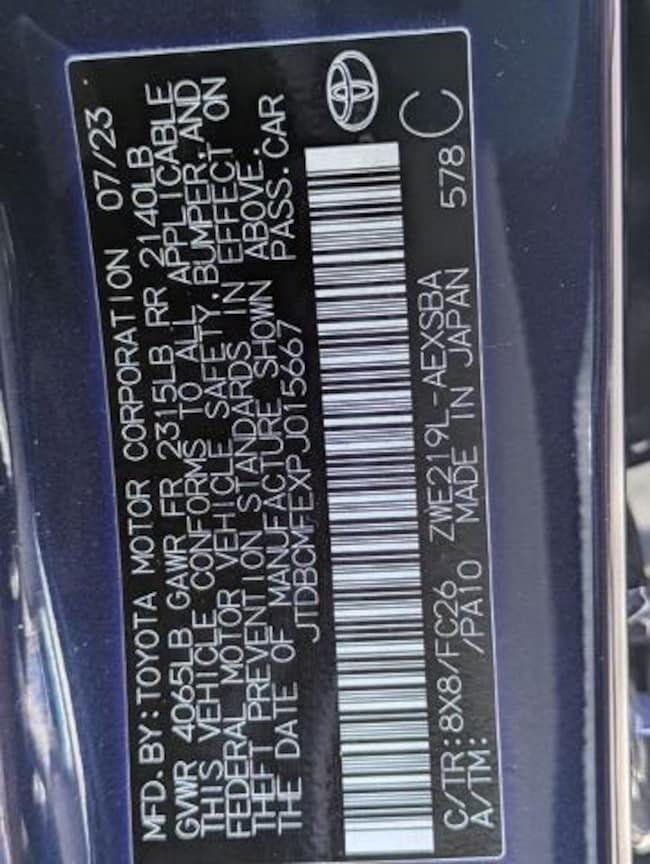 MFD. BY: TOYOTA MOTOR CORPORATION 07/23
GVWR 4065LB GAWR FR 2315LB RR 2140LB
THIS VEHICLE CONFORMS TO ALL APPLICABLE
FEDERAL MOTOR VEHICLE SAFETY, BUMPER, AND
THEFT PREVENTION STANDARDS IN EFFECT ON
THE DATE OF MANUFACTURE SHOWN ABOVE.
JTDBCMFEXPJ015667 PASS. CAR
C/TR: 8X8/FC26 ZWE219L-AEXSBA
A/TM: /PA10 MADE IN JAPAN 578 C